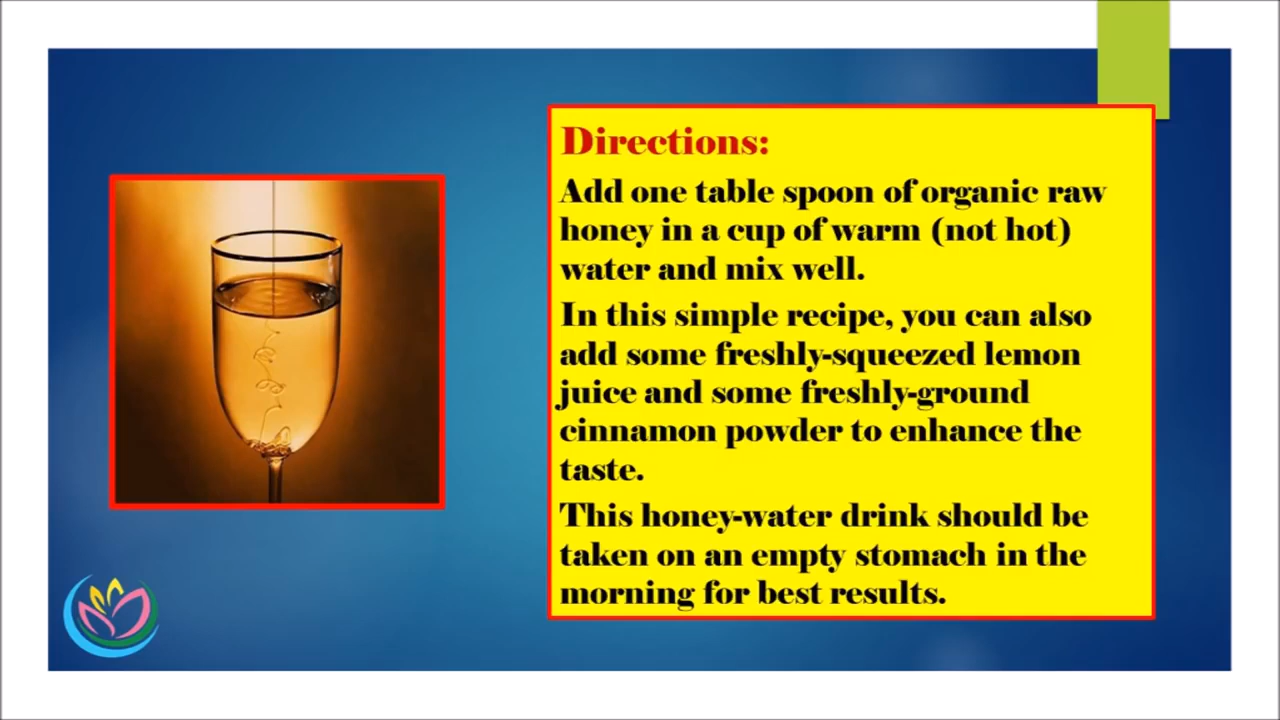 Directions:
Add one table spoon of organic raw
honey in a cup of warm (not hot)
water and mix well.
In this simple recipe, you can also
add some freshly-squeezed lemon
juice and some freshly-ground
cinnamon powder to enhance the
taste.
This honey-water drink should be
taken on an empty stomach in the
morning for best results.